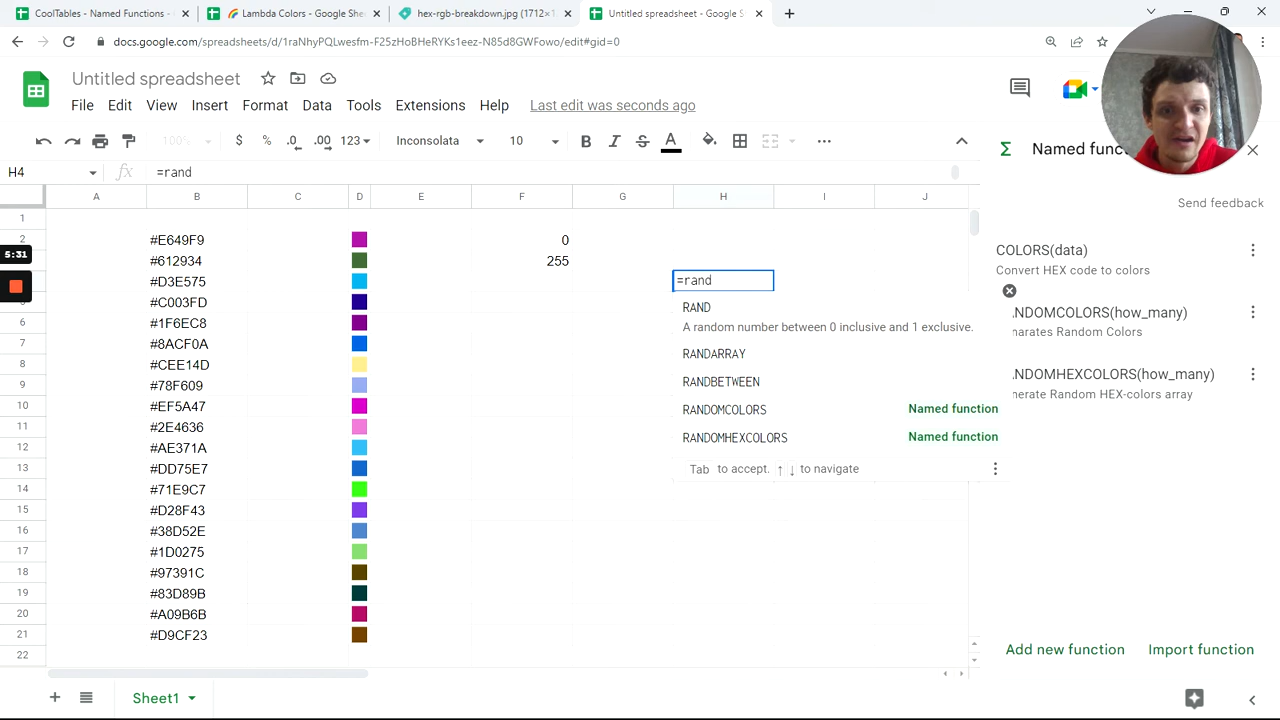 CoolTables - Named Function
Lambda Colors - Google Shee
hex-rgb-breakdown.jpg (1712×1
Untitled spreadsheet - Google S
docs.google.com/spreadsheets/d/1raNhyPQLwesfm-F25zHoBHeRYKs1eez-N85d8GWFowo/edit#gid=0
Untitled spreadsheet
File Edit View Insert Format Data Tools Extensions Help Last edit was seconds ago
100% $ % .0 .00 123 Inconsolata 10 B I S A
Named func
H4 fx =rand
Send feedback
A B C D E F G H I J
1
2 #E649F9 0
5:31 #612934 255
#D3E575 =rand
#C003FD
6 #1F6EC8
7 #8ACF0A
8 #CEE14D
9 #78F609
10 #EF5A47
11 #2E4636
12 #AE371A
13 #DD75E7
14 #71E9C7
15 #D28F43
16 #38D52E
17 #1D0275
18 #97391C
19 #83D89B
20 #A09B6B
21 #D9CF23
22
RAND
A random number between 0 inclusive and 1 exclusive.
RANDARRAY
RANDBETWEEN
RANDOMCOLORS Named function
RANDOMHEXCOLORS Named function
Tab to accept. ↑ ↓ to navigate
COLORS(data)
Convert HEX code to colors
NDOMCOLORS(how_many)
narates Random Colors
NDOMHEXCOLORS(how_many)
nerate Random HEX-colors array
Add new function Import function
Sheet1